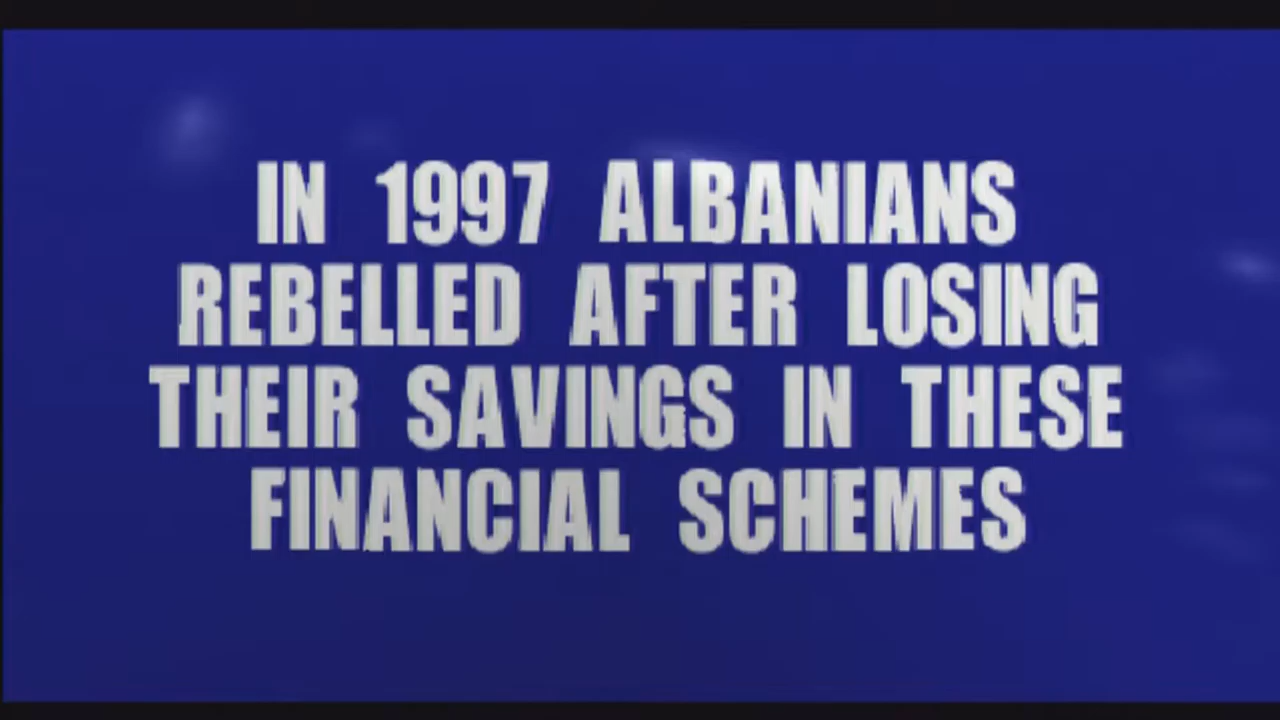 IN 1997 ALBANIANS
REBELLED AFTER LOSING
THEIR SAVINGS IN THESE
FINANCIAL SCHEMES